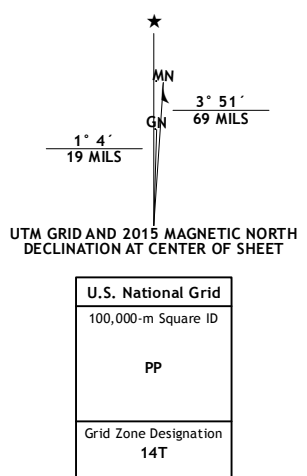 ★
MN
3° 51´
69 MILS
GN
1° 4´
19 MILS
UTM GRID AND 2015 MAGNETIC NORTH
DECLINATION AT CENTER OF SHEET
U.S. National Grid
100,000-m Square ID
PP
Grid Zone Designation
14T